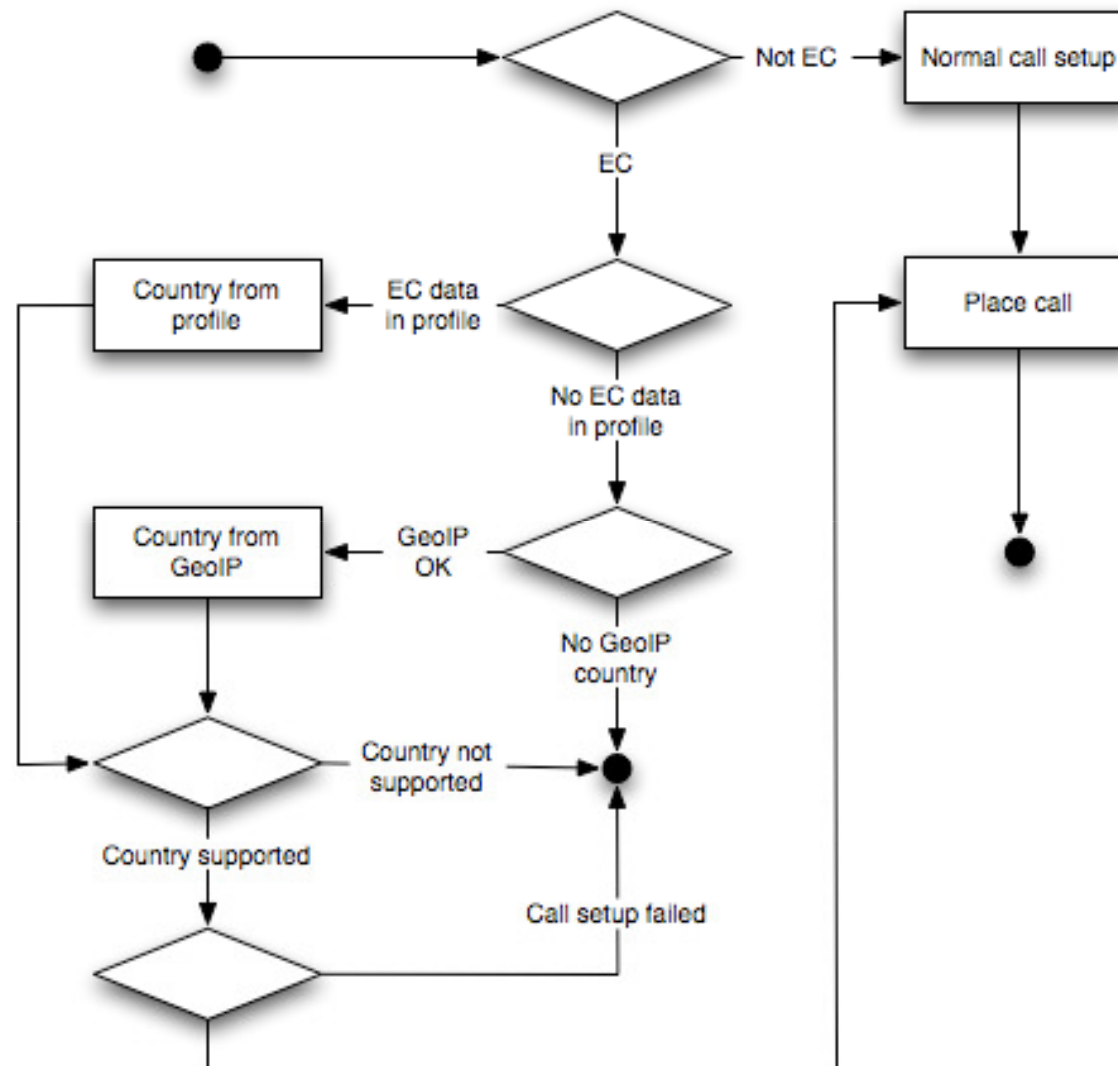 Not EC
Normal call setup
EC
Country from
profile
EC data
in profile
Place call
No EC data
in profile
Country from
GeoIP
GeoIP
OK
No GeoIP
country
Country not
supported
Country supported
Call setup failed